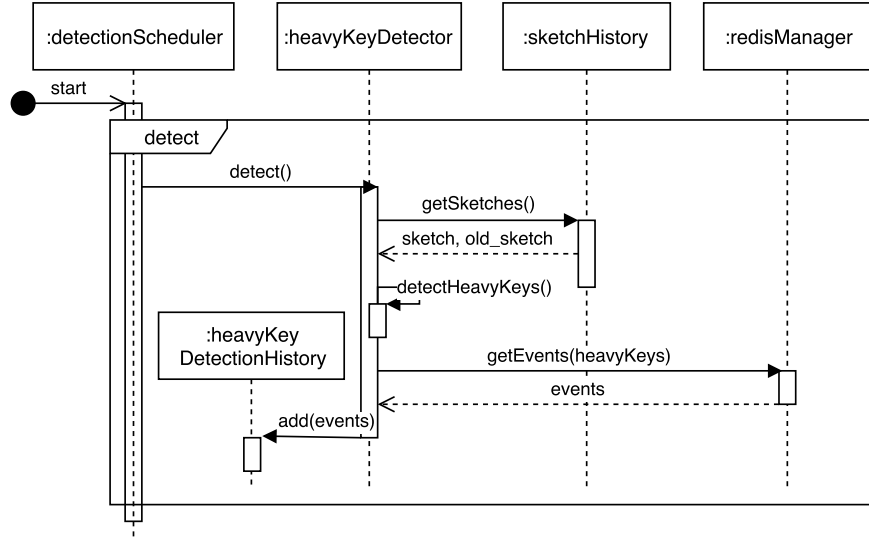 :detectionScheduler
:heavyKeyDetector
:sketchHistory
:redisManager
start
detect
detect()
getSketches()
sketch, old_sketch
detectHeavyKeys()
:heavyKey
DetectionHistory
getEvents(heavyKeys)
events
add(events)